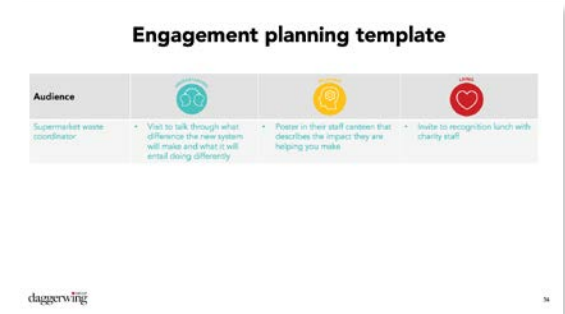 Engagement planning template
Audience
LIVING
Supermarket waste
coordinator
• Visit to talk through what
difference the new system
will make and what it will
entail doing differently
• Poster in their staff canteen that
describes the impact they are
helping you make
• Invite to recognition lunch with
charity staff
daggerwing